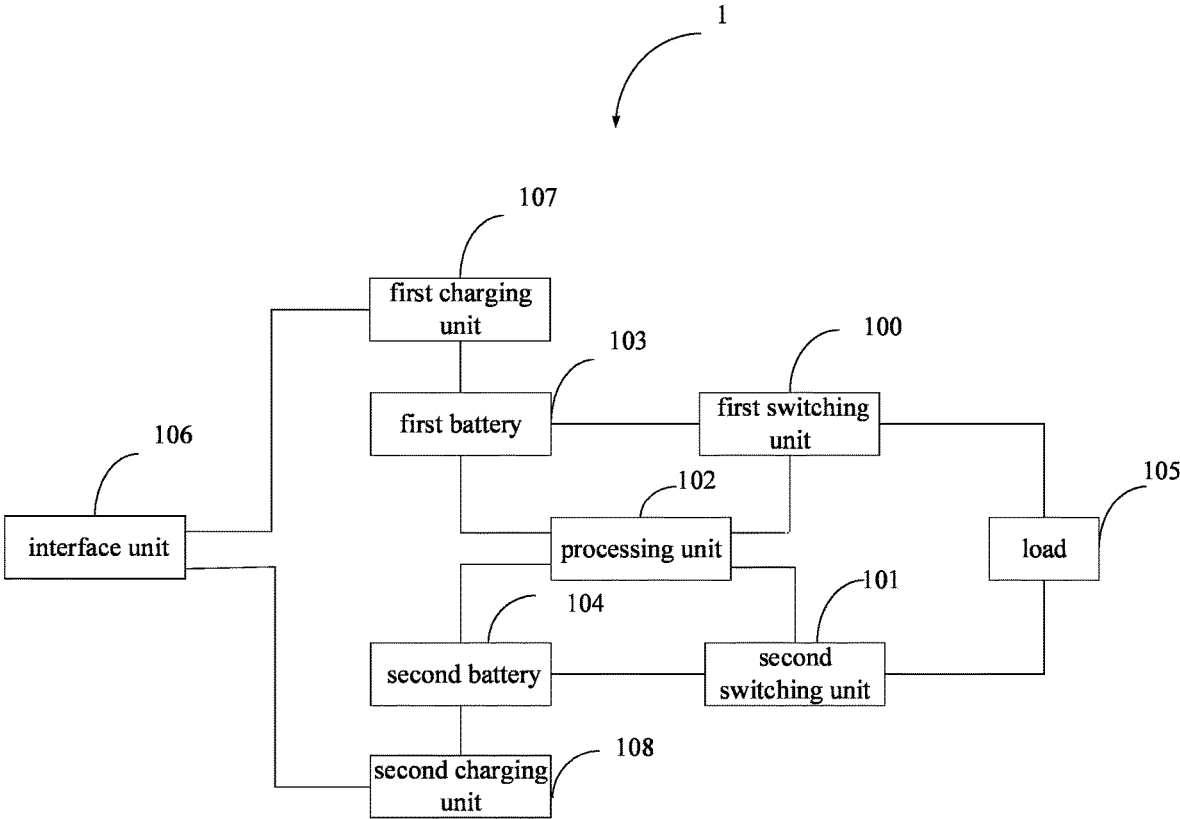 1
107
first charging
unit
103
100
first battery
first switching
unit
106
102
105
interface unit
processing unit
load
104
101
second battery
second
switching unit
108
second charging
unit